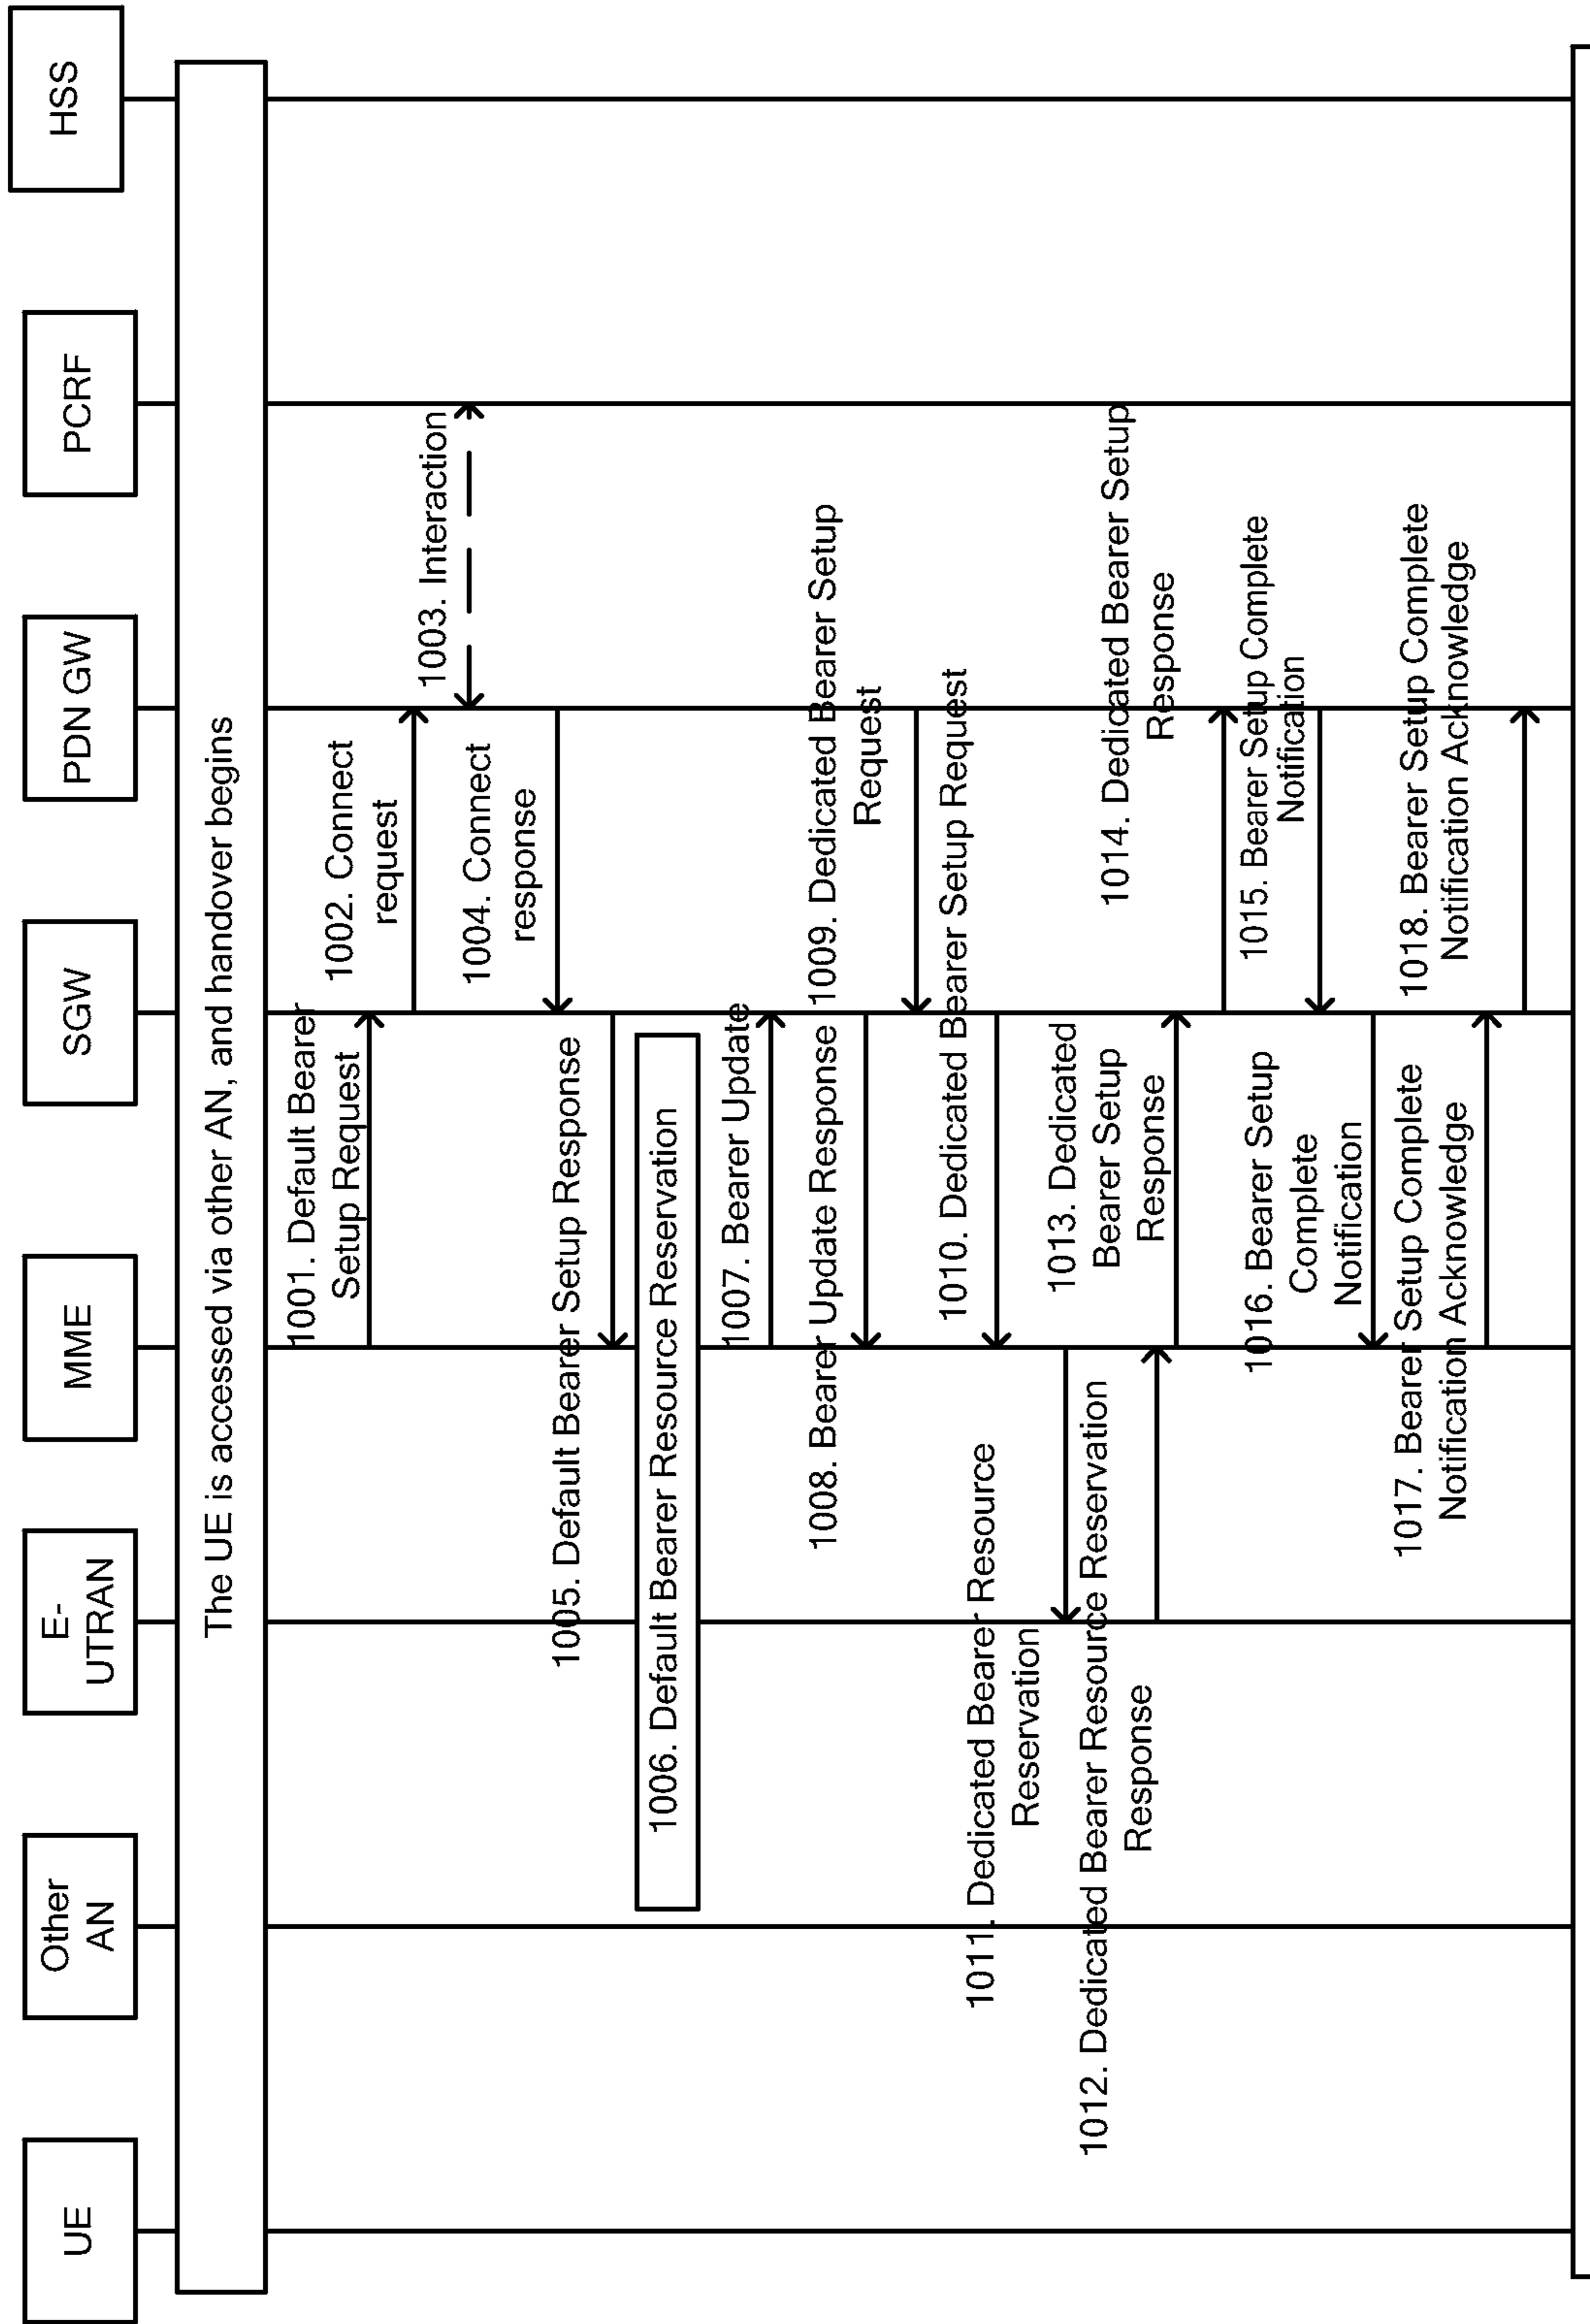 UE
Other
AN
E-
UTRAN
MME
SGW
PDN GW
PCRF
HSS
The UE is accessed via other AN, and handover begins
1001. Default Bearer
Setup Request
1002. Connect
request
1003. Interaction
1004. Connect
response
1005. Default Bearer Setup Response
1006. Default Bearer Resource Reservation
1007. Bearer Update
1008. Bearer Update Response
1009. Dedicated Bearer Setup
Request
1010. Dedicated Bearer Setup Request
1011. Dedicated Bearer Resource
Reservation
1012. Dedicated Bearer Resource Reservation
Response
1013. Dedicated
Bearer Setup
Response
1014. Dedicated Bearer Setup
Response
1015. Bearer Setup Complete
Notification
1016. Bearer Setup
Complete
Notification
1017. Bearer Setup Complete
Notification Acknowledge
1018. Bearer Setup Complete
Notification Acknowledge